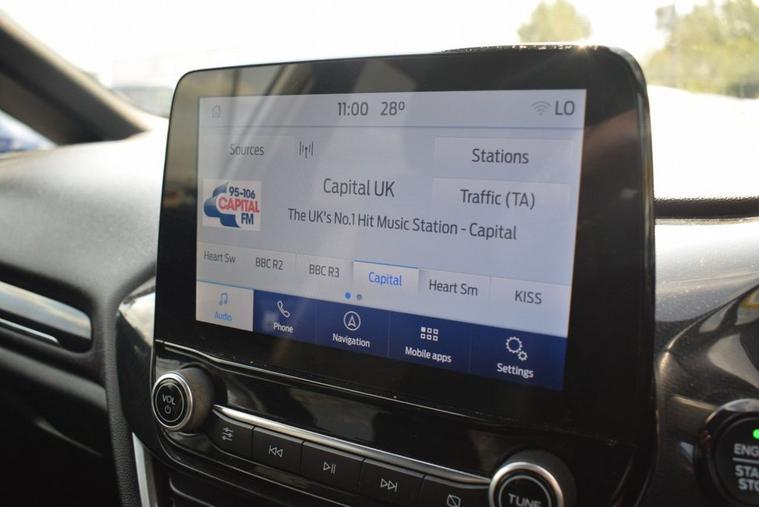 11:00 28° LO
Sources
Stations
95-106
CAPITAL
FM
Capital UK
Traffic (TA)
The UK's No.1 Hit Music Station - Capital
Heart Sw BBC R2 BBC R3 Capital Heart Sm KISS
Audio Phone Navigation Mobile apps Settings
VOL
TUNE
ENG
STA
STO